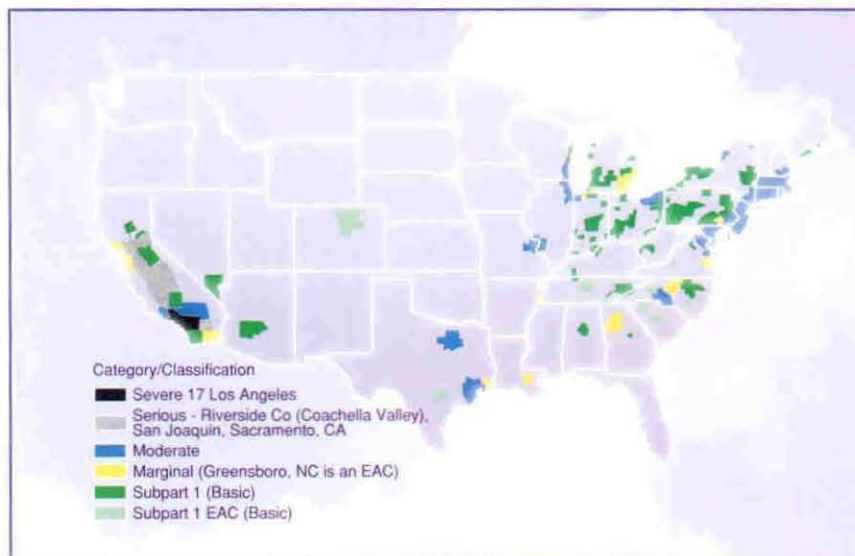 Category/Classification
Severe 17 Los Angeles
Serious - Riverside Co (Coachella Valley),
San Joaquin, Sacramento, CA
Moderate
Marginal (Greensboro, NC is an EAC)
Subpart 1 (Basic)
Subpart 1 EAC (Basic)